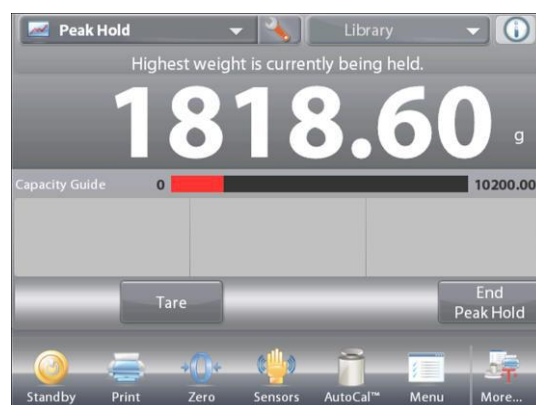 Peak Hold
Library
Highest weight is currently being held.
1818.60 g
Capacity Guide 0 10200.00
Tare
End
Peak Hold
Standby Print Zero Sensors AutoCal™ Menu More...